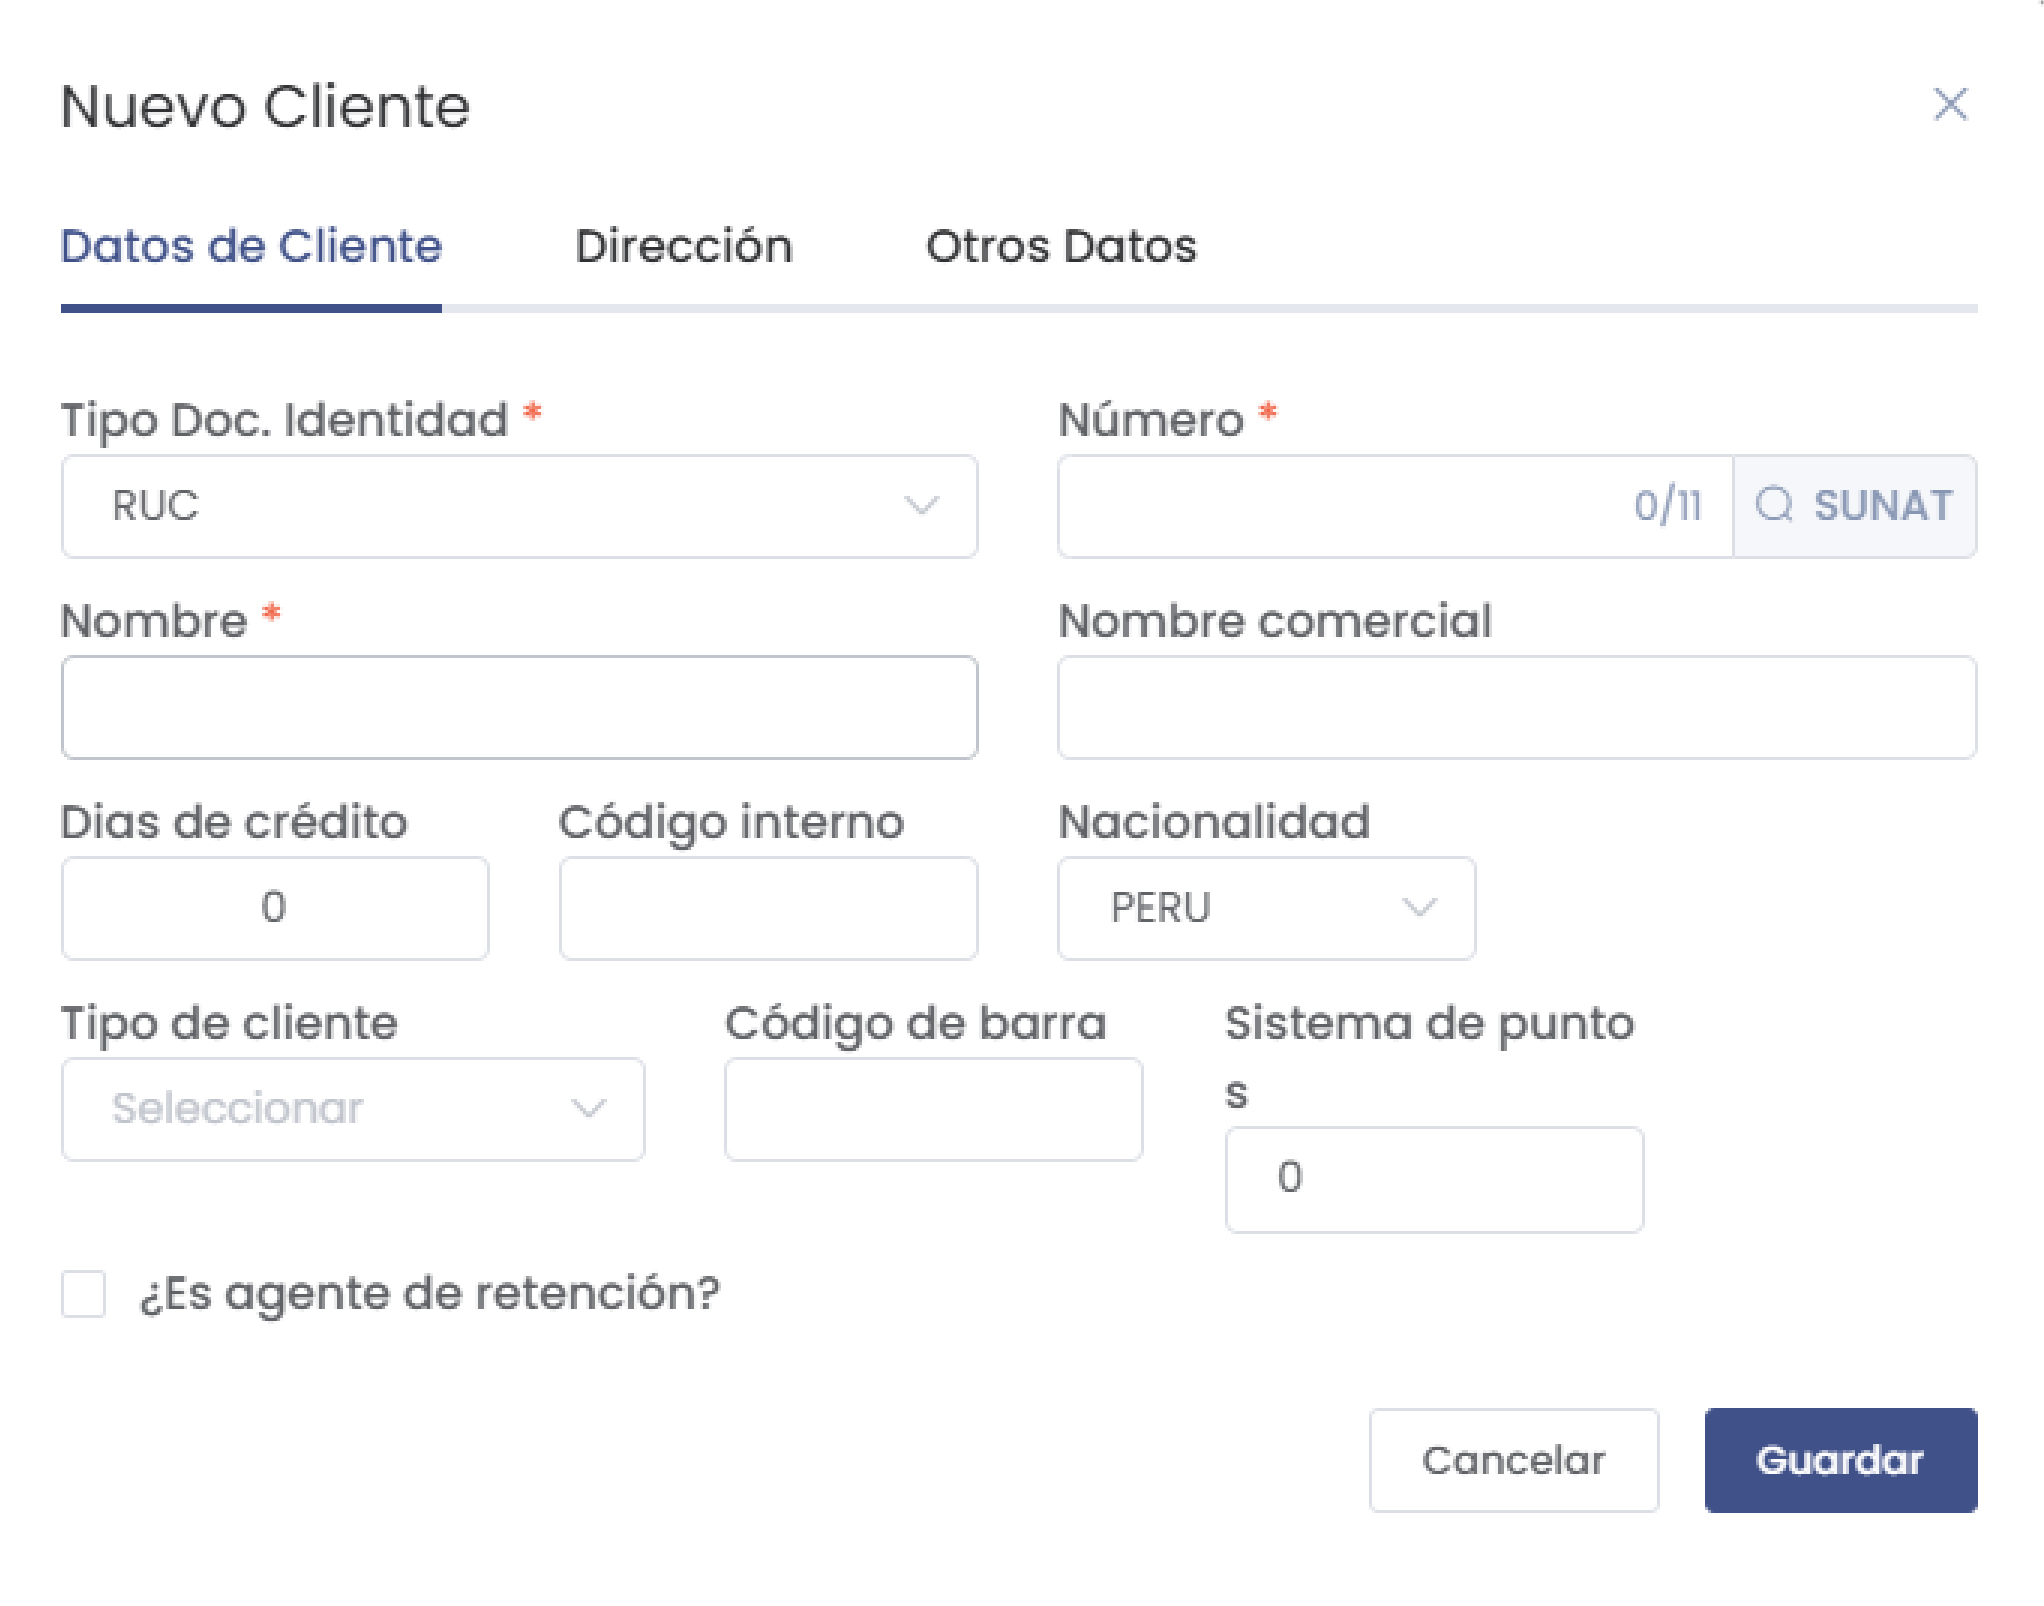 Nuevo Cliente
Datos de Cliente Dirección Otros Datos
Tipo Doc. Identidad * Número *
RUC 0/11 SUNAT
Nombre * Nombre comercial
Dias de crédito Código interno Nacionalidad
0 PERU
Tipo de cliente Código de barra Sistema de punto
s
Seleccionar
0
¿Es agente de retención?
Cancelar Guardar